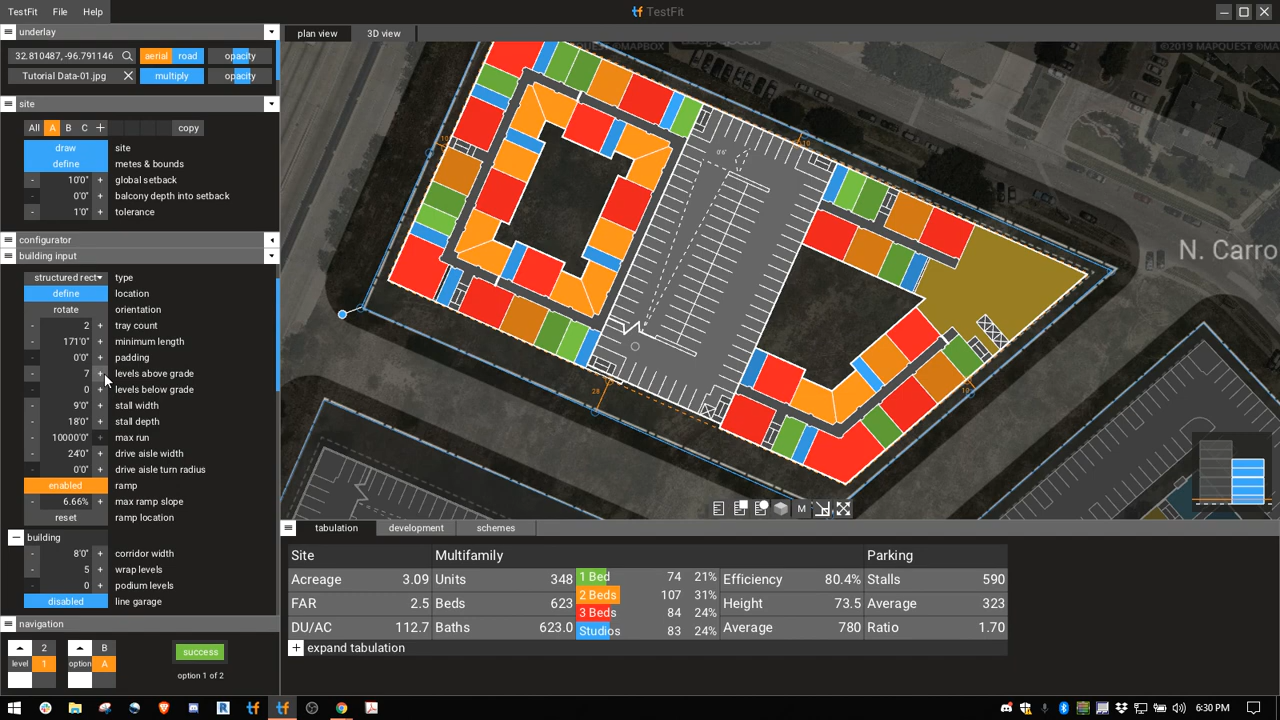 TestFit File Help
TestFit
underlay
32.810487, -96.791146 aerial road opacity
Tutorial Data-01.jpg multiply opacity
site
All A B C + copy
draw site
define metes & bounds
- 10'0" + global setback
- 0'0" + balcony depth into setback
- 1'0" + tolerance
configurator
building input
structured rect type
define location
rotate orientation
- 2 + tray count
- 171'0" + minimum length
- 0'0" + padding
- 7 + levels above grade
- 0 + levels below grade
- 9'0" + stall width
- 18'0" + stall depth
- 10000'0" + max run
- 24'0" + drive aisle width
- 0'0" + drive aisle turn radius
enabled ramp
- 6.66% + max ramp slope
reset ramp location
building
- 8'0" + corridor width
- 5 + wrap levels
- 0 + podium levels
disabled line garage
navigation
2 B
level 1 option A
success
option 1 of 2
plan view 3D view
©2019 MAPQUEST
0'6"
10
28
N. Carro
M
tabulation development schemes
Site Multifamily Parking
Acreage 3.09 Units 348 1 Bed 74 21% Efficiency 80.4% Stalls 590
2 Beds 107 31%
FAR 2.5 Beds 623 3 Beds 84 24% Height 73.5 Average 323
DU/AC 112.7 Baths 623.0 Studios 83 24% Average 780 Ratio 1.70
+ expand tabulation
6:30 PM